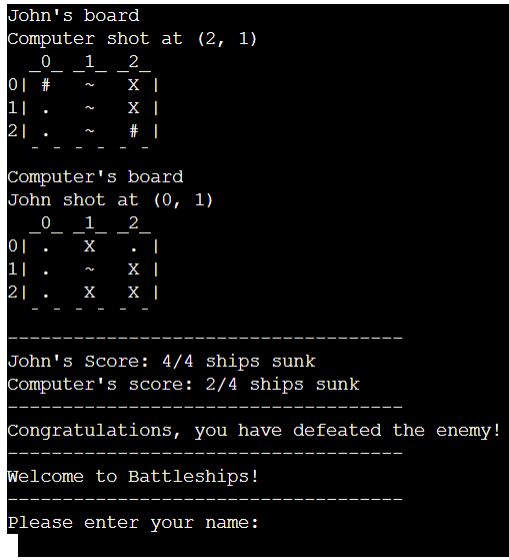 John's board
Computer shot at (2, 1)
  _0_ _1_ _2_
0| #   ~   X |
1| .   ~   X |
2| .   ~   # |
  - - - - - -
Computer's board
John shot at (0, 1)
  _0_ _1_ _2_
0| .   X   . |
1| .   ~   X |
2| .   X   X |
  - - - - - -
------------------------------------
John's Score: 4/4 ships sunk
Computer's score: 2/4 ships sunk
------------------------------------
Congratulations, you have defeated the enemy!
------------------------------------
Welcome to Battleships!
------------------------------------
Please enter your name: